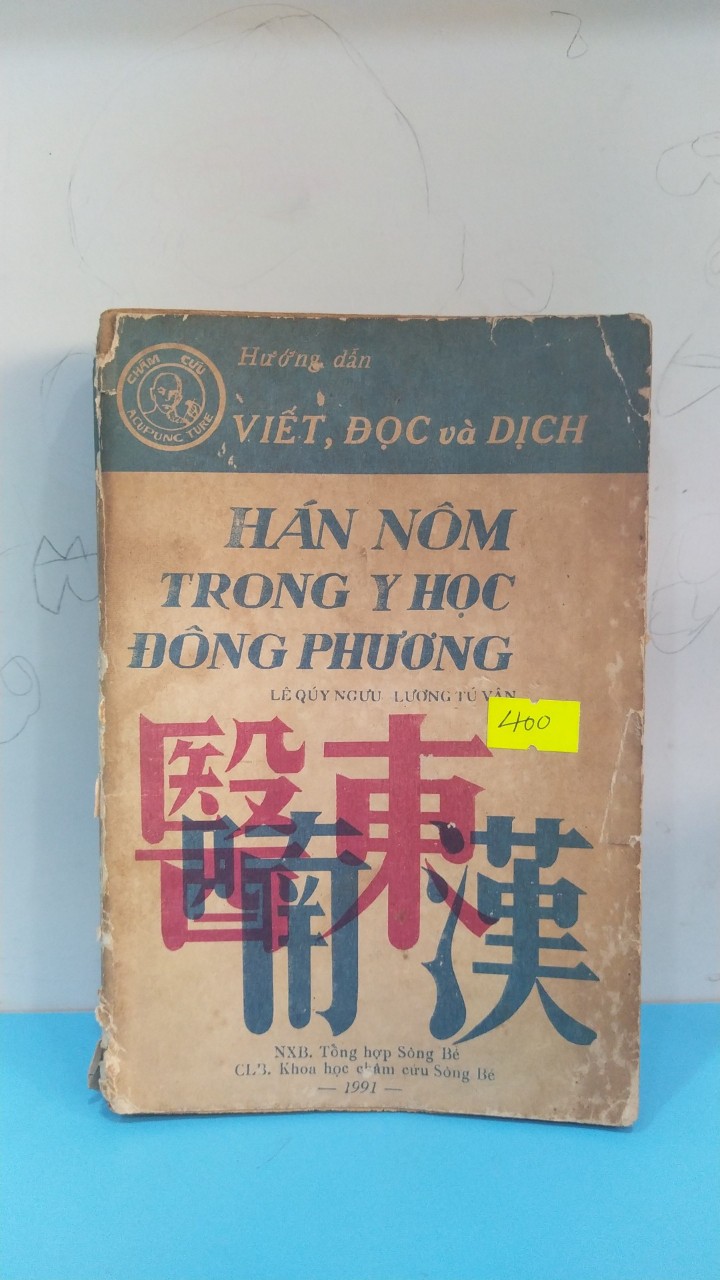 CHÂM CỨU
ACUPUNCTURE
Hướng dẫn
VIẾT, ĐỌC và DỊCH
HÁN NÔM
TRONG Y HỌC
ĐÔNG PHƯƠNG
LÊ QÚY NGƯU LƯƠNG TÚ VÂN
400
醫東
喃漢
NXB. Tổng hợp Sông Bé
CLB. Khoa học châm cứu Sông Bé
— 1991 —